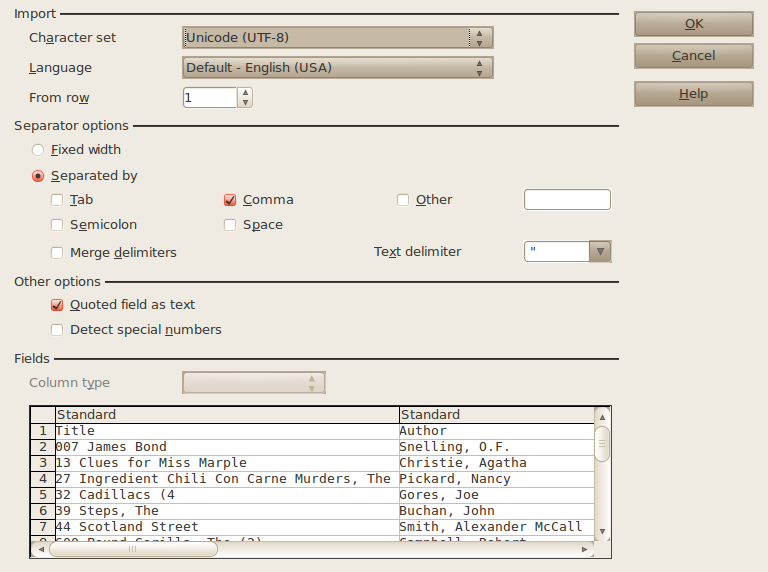 Import
Character set Unicode (UTF-8) OK
Language Default - English (USA) Cancel
From row 1 Help
Separator options
Fixed width
Separated by
Tab Comma Other
Semicolon Space
Merge delimiters Text delimiter "
Other options
Quoted field as text
Detect special numbers
Fields
Column type
Standard Standard
1 Title Author
2 007 James Bond Snelling, O.F.
3 13 Clues for Miss Marple Christie, Agatha
4 27 Ingredient Chili Con Carne Murders, The Pickard, Nancy
5 32 Cadillacs (4 Gores, Joe
6 39 Steps, The Buchan, John
7 44 Scotland Street Smith, Alexander McCall